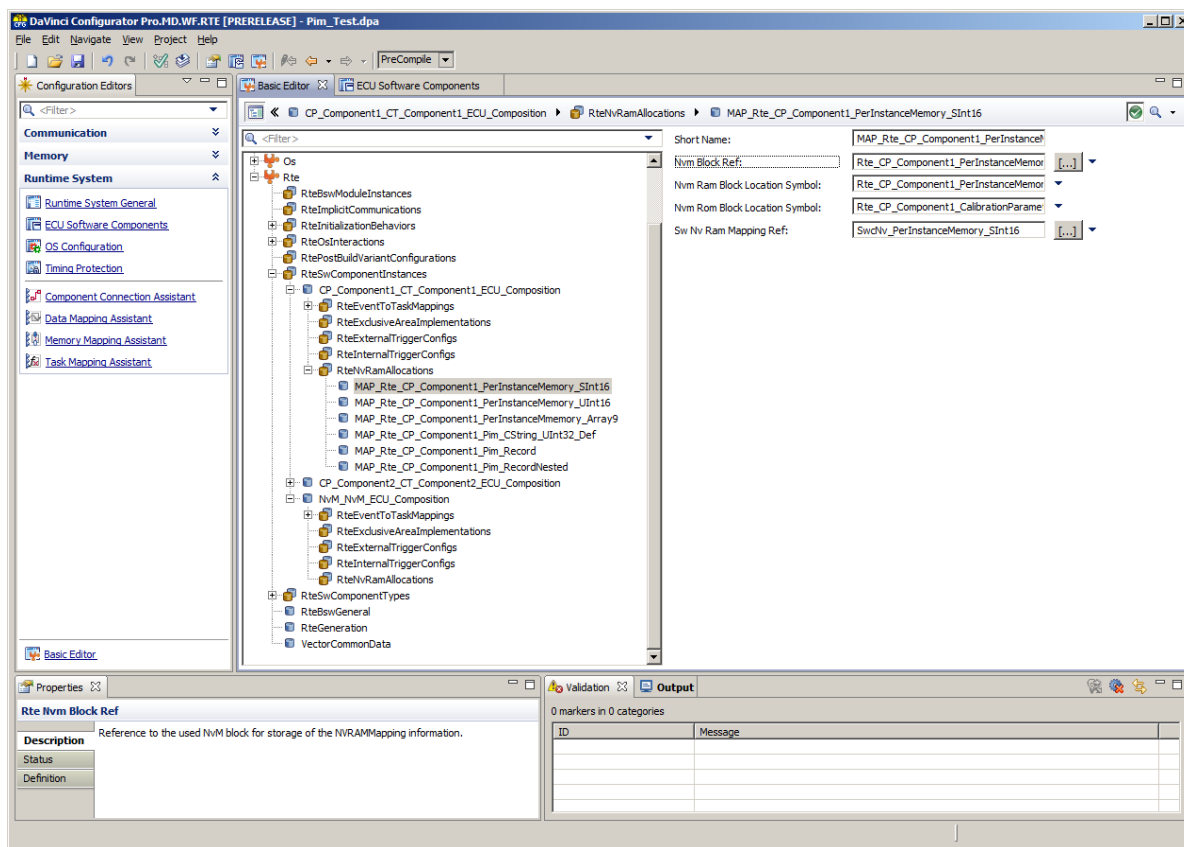 DaVinci Configurator Pro.MD.WF.RTE [PRERELEASE] - Pim_Test.dpa
File Edit Navigate View Project Help
PreCompile
Configuration Editors
<Filter>
Communication
Memory
Runtime System
Runtime System General
ECU Software Components
OS Configuration
Timing Protection
Component Connection Assistant
Data Mapping Assistant
Memory Mapping Assistant
Task Mapping Assistant
Basic Editor
Basic Editor ECU Software Components
CP_Component1_CT_Component1_ECU_Composition RteNvRamAllocations MAP_Rte_CP_Component1_PerInstanceMemory_SInt16
<Filter>
Os
Rte
RteBswModuleInstances
RteImplicitCommunications
RteInitializationBehaviors
RteOsInteractions
RtePostBuildVariantConfigurations
RteSwComponentInstances
CP_Component1_CT_Component1_ECU_Composition
RteEventToTaskMappings
RteExclusiveAreaImplementations
RteExternalTriggerConfigs
RteInternalTriggerConfigs
RteNvRamAllocations
MAP_Rte_CP_Component1_PerInstanceMemory_SInt16
MAP_Rte_CP_Component1_PerInstanceMemory_UInt16
MAP_Rte_CP_Component1_PerInstanceMmemory_Array9
MAP_Rte_CP_Component1_Pim_CString_UInt32_Def
MAP_Rte_CP_Component1_Pim_Record
MAP_Rte_CP_Component1_Pim_RecordNested
CP_Component2_CT_Component2_ECU_Composition
NvM_NvM_ECU_Composition
RteEventToTaskMappings
RteExclusiveAreaImplementations
RteExternalTriggerConfigs
RteInternalTriggerConfigs
RteNvRamAllocations
RteSwComponentTypes
RteBswGeneral
RteGeneration
VectorCommonData
Short Name: MAP_Rte_CP_Component1_PerInstanceM
Nvm Block Ref: Rte_CP_Component1_PerInstanceMemor [...]
Nvm Ram Block Location Symbol: Rte_CP_Component1_PerInstanceMemor
Nvm Rom Block Location Symbol: Rte_CP_Component1_CalibrationParame
Sw Nv Ram Mapping Ref: SwcNv_PerInstanceMemory_SInt16 [...]
Properties
Rte Nvm Block Ref
Description
Status
Definition
Reference to the used NvM block for storage of the NVRAMMapping information.
Validation Output
0 markers in 0 categories
ID Message